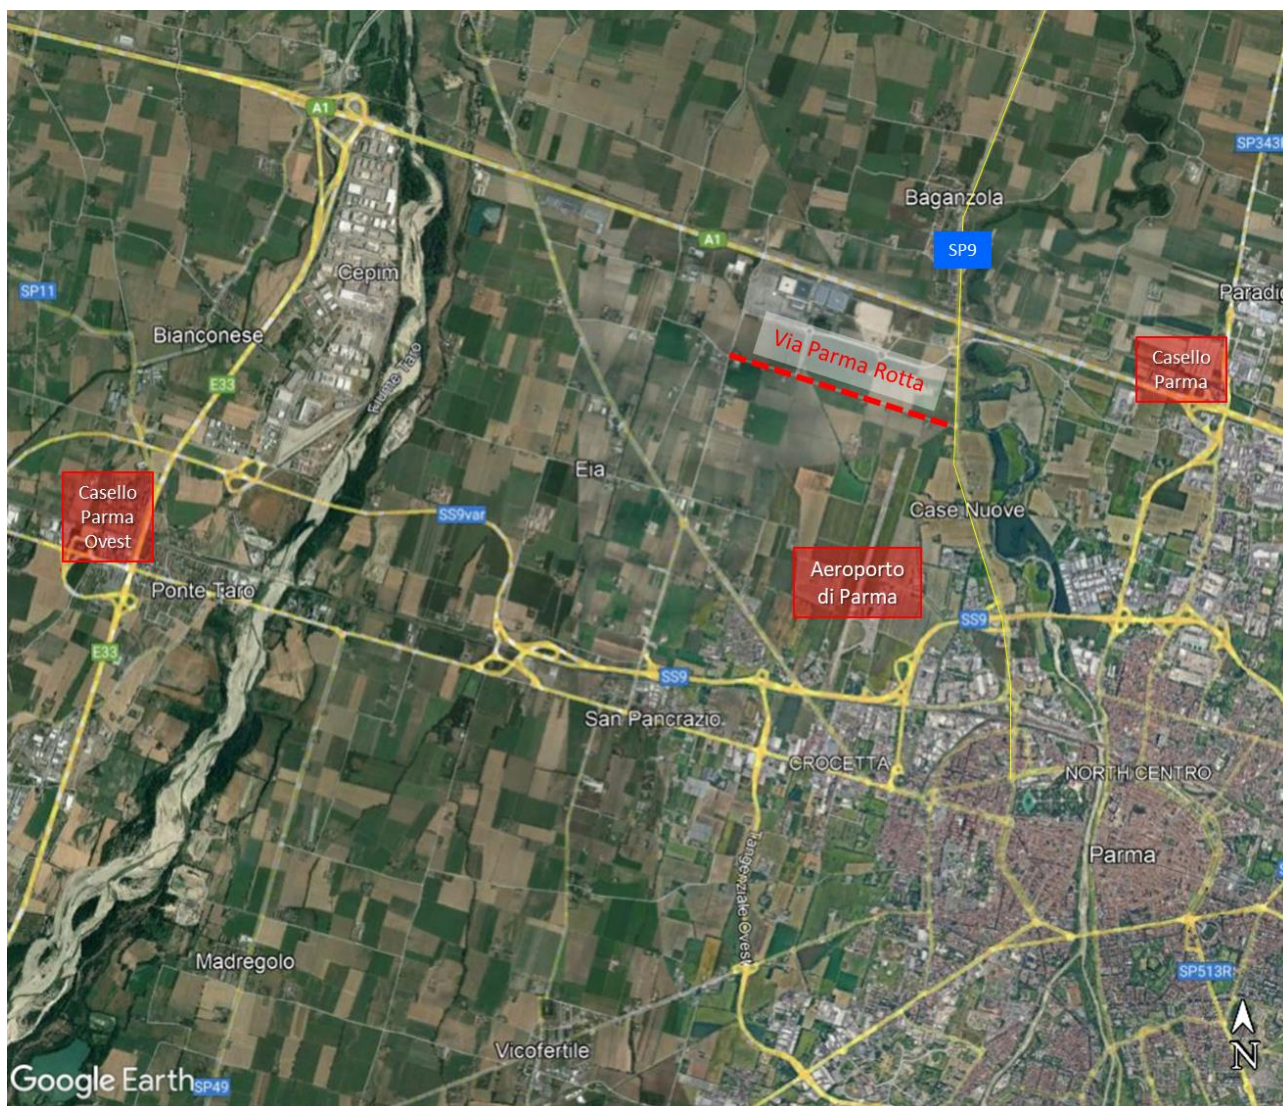 A1
SP343R
Baganzola
SP9
A1
Cepim
SP11
Paradig
Bianconese
Via Parma Rotta
Casello
Parma
Fiume Taro
E33
Eia
Casello
Parma
Ovest
SS9var
Case Nuove
Aeroporto
di Parma
Ponte Taro
SS9
E33
SS9
San Pancrazio
CROCETTA
NORTH CENTRO
Parma
Tangenziale Ovest
Madregolo
SP513R
Vicofertile
N
Google Earth
SP49